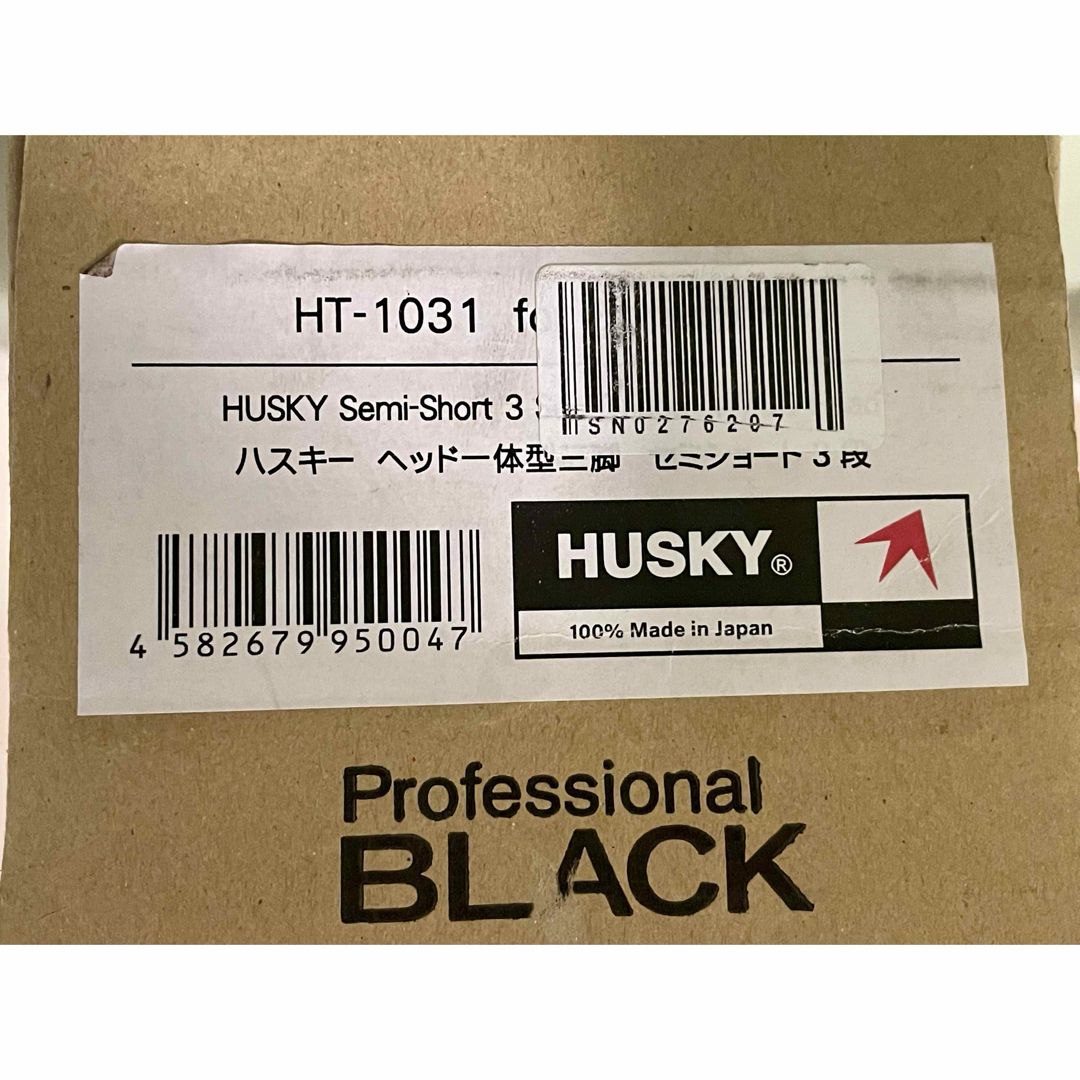 HT-1031
SN0276207
HUSKY Semi-Short 3
ハスキー ヘッド一体型三脚 セミショート 3 段
4 582679 950047
HUSKY®
100% Made in Japan
Professional
BLACK